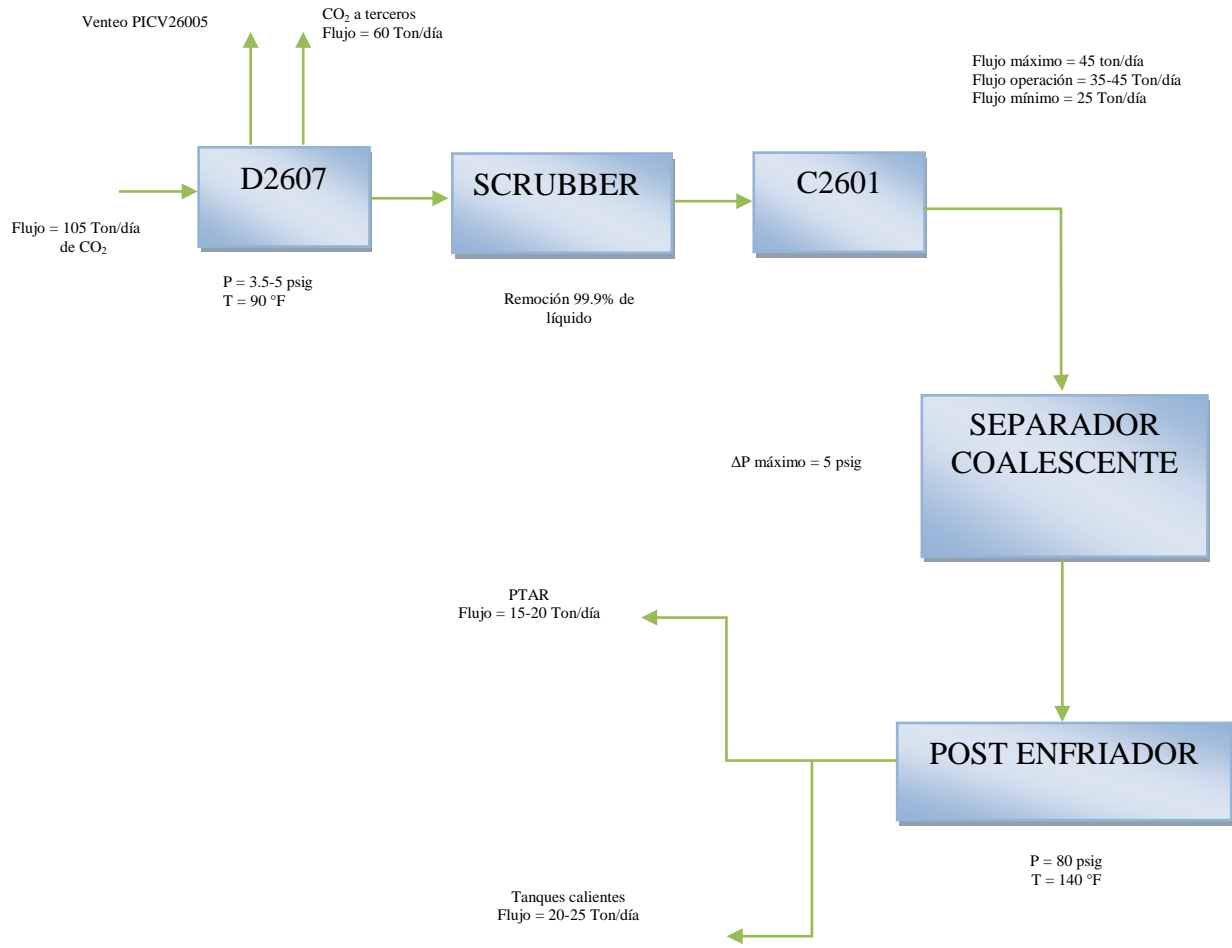 Venteo PICV26005
CO₂ a terceros
Flujo = 60 Ton/día
Flujo máximo = 45 ton/día
Flujo operación = 35-45 Ton/día
Flujo mínimo = 25 Ton/día
D2607
SCRUBBER
C2601
Flujo = 105 Ton/día
de CO₂
P = 3.5-5 psig
T = 90 °F
Remoción 99.9% de
líquido
SEPARADOR
COALESCENTE
ΔP máximo = 5 psig
PTAR
Flujo = 15-20 Ton/día
POST ENFRIADOR
P = 80 psig
T = 140 °F
Tanques calientes
Flujo = 20-25 Ton/día